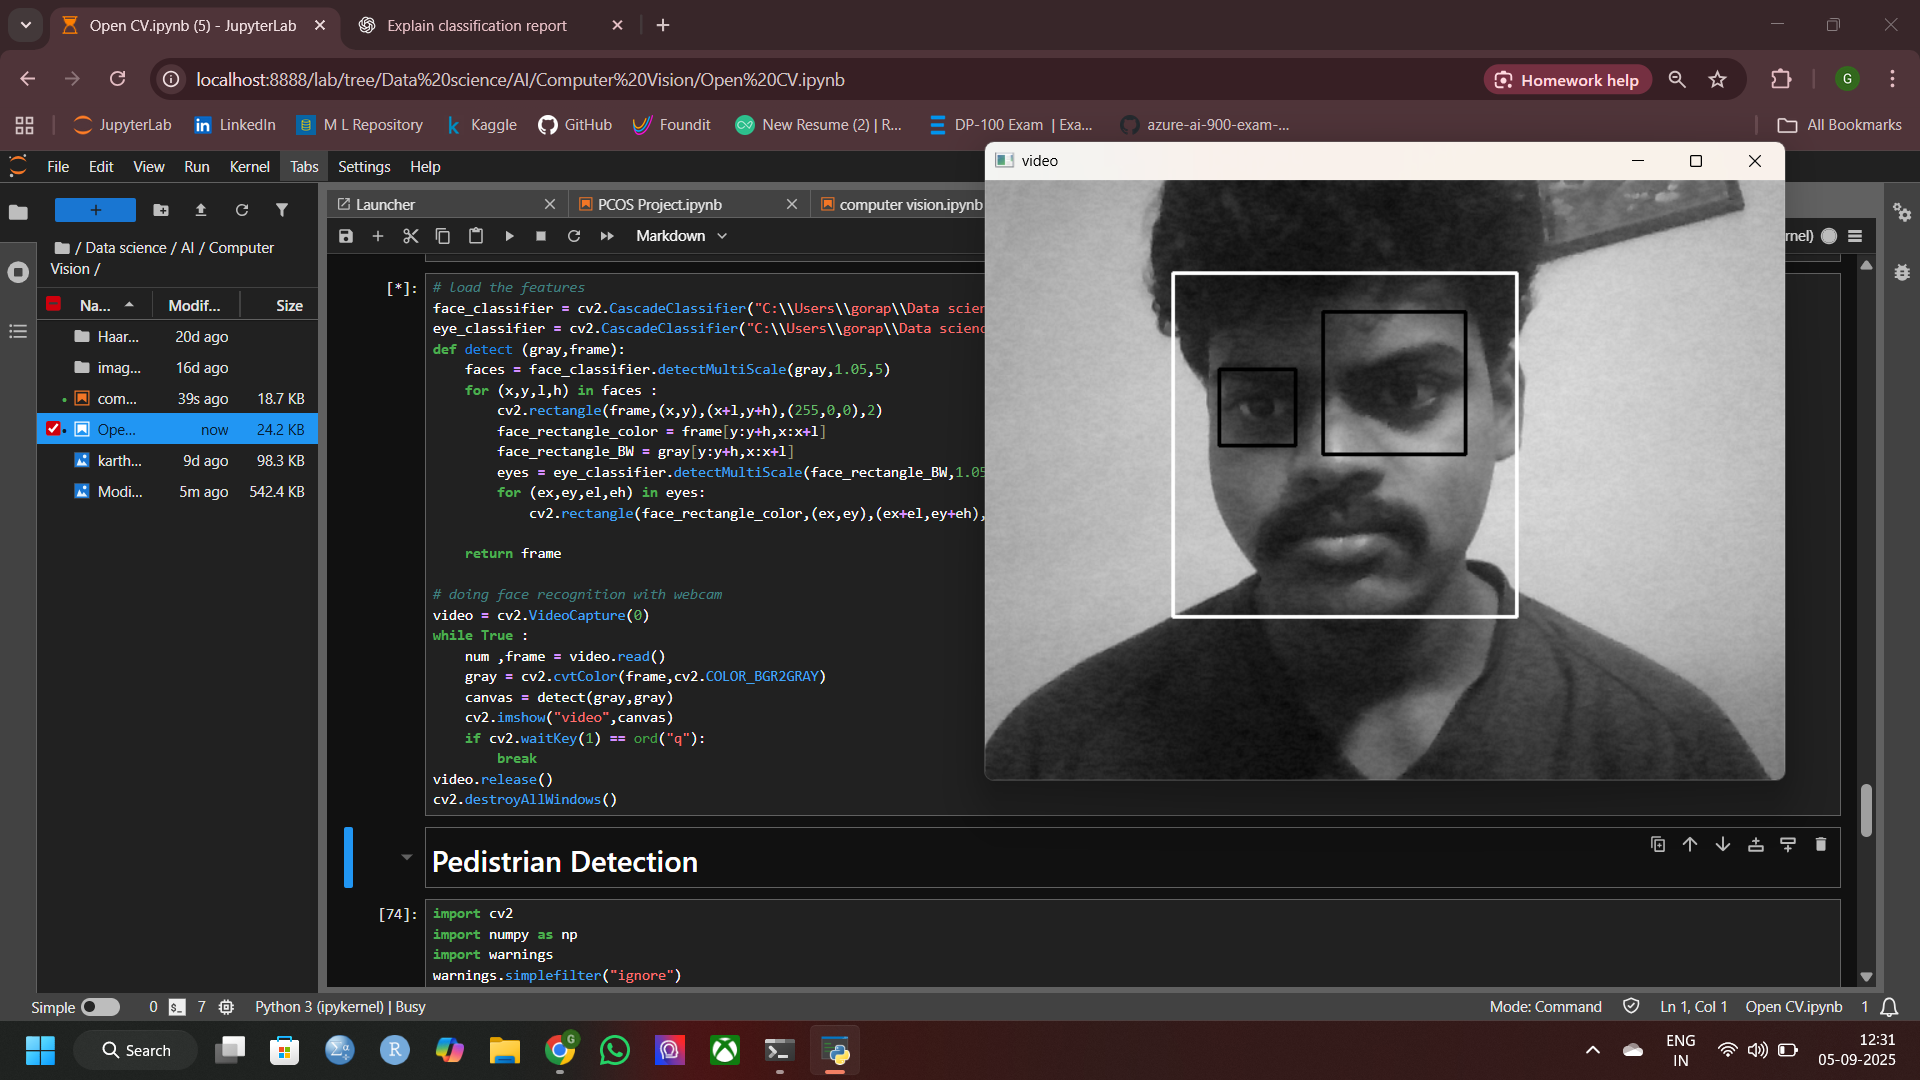 Open CV.ipynb (5) - JupyterLab
Explain classification report
localhost:8888/lab/tree/Data%20science/AI/Computer%20Vision/Open%20CV.ipynb
Homework help
G
JupyterLab
LinkedIn
M L Repository
Kaggle
GitHub
Foundit
New Resume (2) | R...
DP-100 Exam | Exa...
azure-ai-900-exam-...
All Bookmarks
File Edit View Run Kernel Tabs Settings Help
video
Launcher
PCOS Project.ipynb
computer vision.ipynb
Markdown
nel)
/ Data science / AI / Computer
Vision /
Na... Modif... Size
Haar... 20d ago
imag... 16d ago
com... 39s ago 18.7 KB
Ope... now 24.2 KB
karth... 9d ago 98.3 KB
Modi... 5m ago 542.4 KB
[*]:
# load the features
face_classifier = cv2.CascadeClassifier("C:\\Users\\gorap\\Data scien
eye_classifier = cv2.CascadeClassifier("C:\\Users\\gorap\\Data scienc
def detect (gray,frame):
    faces = face_classifier.detectMultiScale(gray,1.05,5)
    for (x,y,l,h) in faces :
        cv2.rectangle(frame,(x,y),(x+l,y+h),(255,0,0),2)
        face_rectangle_color = frame[y:y+h,x:x+l]
        face_rectangle_BW = gray[y:y+h,x:x+l]
        eyes = eye_classifier.detectMultiScale(face_rectangle_BW,1.05
        for (ex,ey,el,eh) in eyes:
            cv2.rectangle(face_rectangle_color,(ex,ey),(ex+el,ey+eh),
    return frame
# doing face recognition with webcam
video = cv2.VideoCapture(0)
while True :
    num ,frame = video.read()
    gray = cv2.cvtColor(frame,cv2.COLOR_BGR2GRAY)
    canvas = detect(gray,gray)
    cv2.imshow("video",canvas)
    if cv2.waitKey(1) == ord("q"):
        break
video.release()
cv2.destroyAllWindows()
Pedistrian Detection
[74]:
import cv2
import numpy as np
import warnings
warnings.simplefilter("ignore")
Simple 0 7 Python 3 (ipykernel) | Busy
Mode: Command Ln 1, Col 1 Open CV.ipynb 1
Search
ENG
IN
12:31
05-09-2025